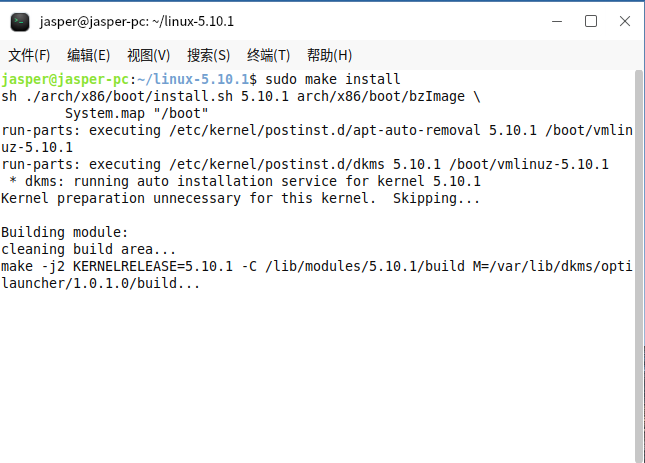 jasper@jasper-pc: ~/linux-5.10.1
文件(F) 编辑(E) 视图(V) 搜索(S) 终端(T) 帮助(H)
jasper@jasper-pc:~/linux-5.10.1$ sudo make install
sh ./arch/x86/boot/install.sh 5.10.1 arch/x86/boot/bzImage \
        System.map "/boot"
run-parts: executing /etc/kernel/postinst.d/apt-auto-removal 5.10.1 /boot/vmlin
uz-5.10.1
run-parts: executing /etc/kernel/postinst.d/dkms 5.10.1 /boot/vmlinuz-5.10.1
 * dkms: running auto installation service for kernel 5.10.1
Kernel preparation unnecessary for this kernel.  Skipping...

Building module:
cleaning build area...
make -j2 KERNELRELEASE=5.10.1 -C /lib/modules/5.10.1/build M=/var/lib/dkms/opti
launcher/1.0.1.0/build...